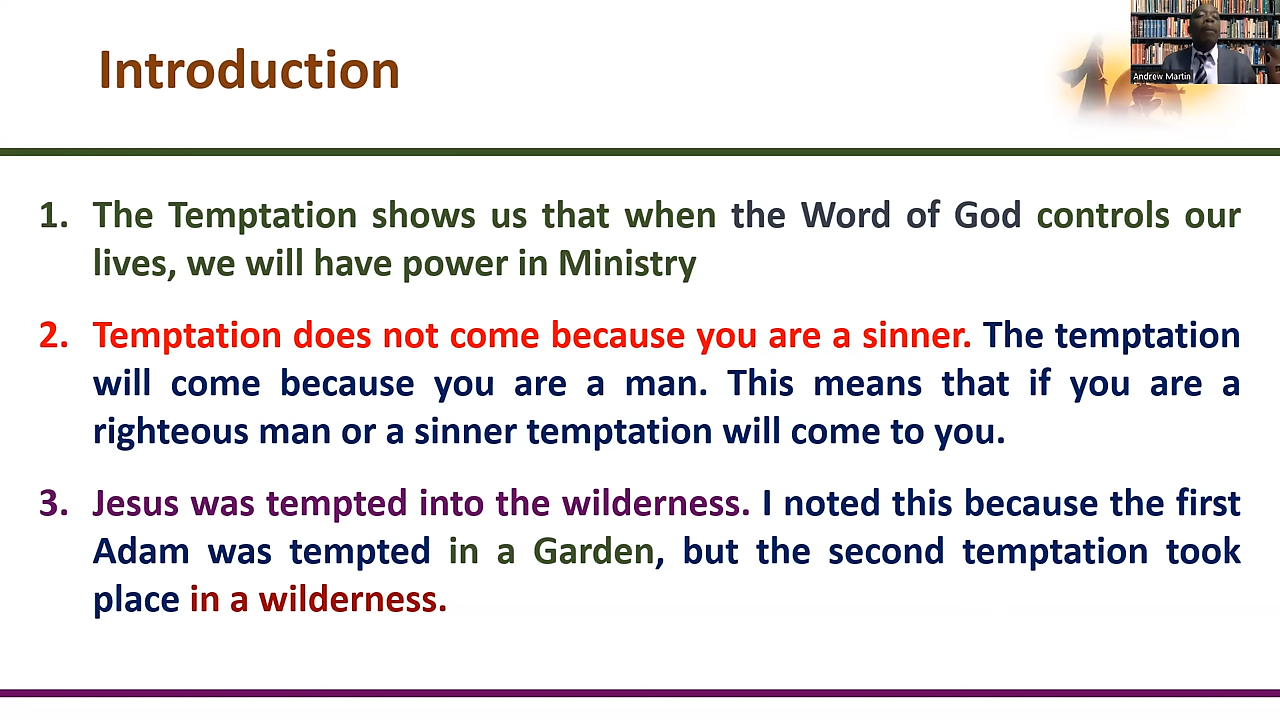 Introduction
Andrew Martin
1. The Temptation shows us that when the Word of God controls our
lives, we will have power in Ministry
2. Temptation does not come because you are a sinner. The temptation
will come because you are a man. This means that if you are a
righteous man or a sinner temptation will come to you.
3. Jesus was tempted into the wilderness. I noted this because the first
Adam was tempted in a Garden, but the second temptation took
place in a wilderness.